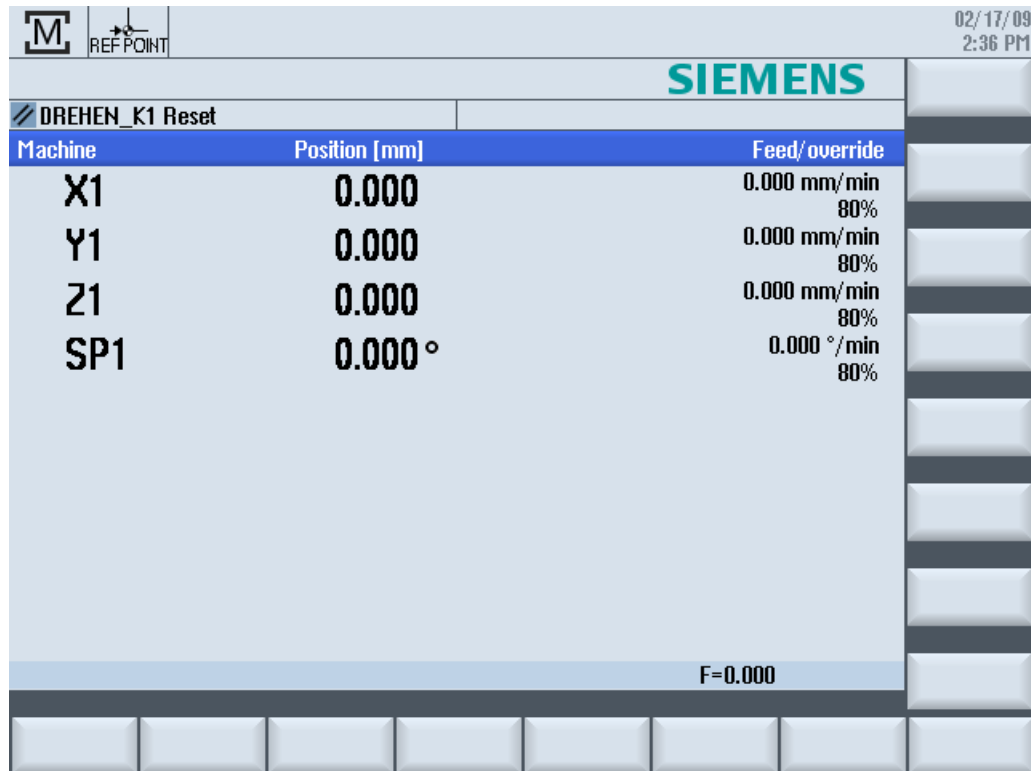 M
REF POINT
02/17/09
2:36 PM
SIEMENS
DREHEN_K1 Reset
Machine Position [mm] Feed/override
X1 0.000 0.000 mm/min
80%
Y1 0.000 0.000 mm/min
80%
Z1 0.000 0.000 mm/min
80%
SP1 0.000° 0.000 °/min
80%
F=0.000